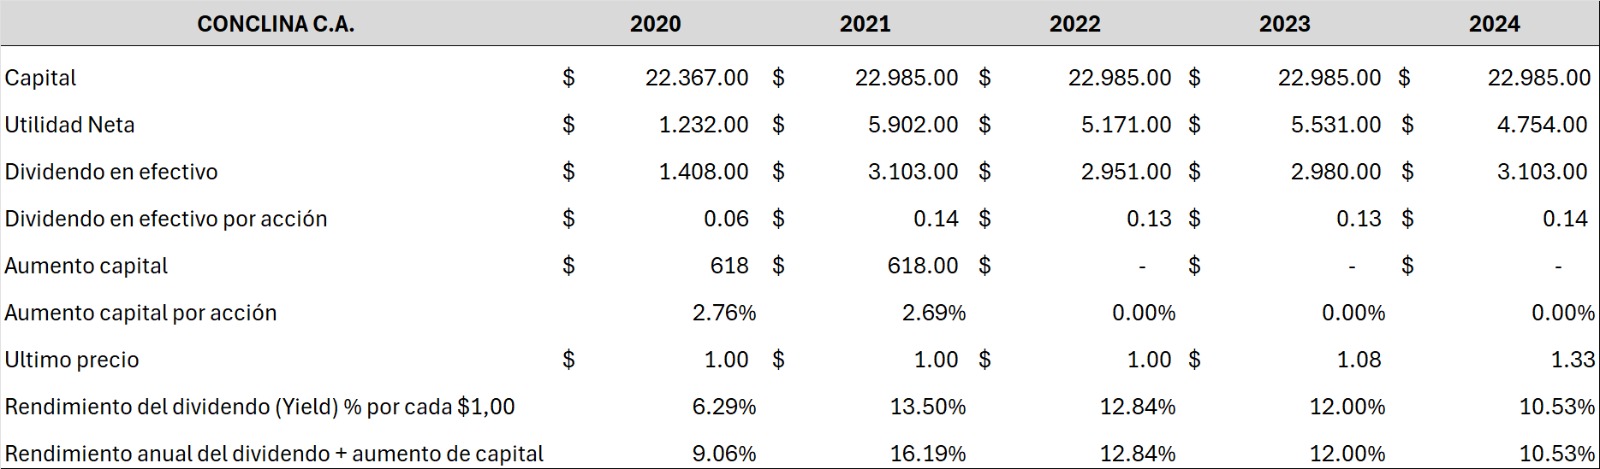 CONCLINA C.A. 2020 2021 2022 2023 2024
Capital $ 22.367.00 $ 22.985.00 $ 22.985.00 $ 22.985.00 $ 22.985.00
Utilidad Neta $ 1.232.00 $ 5.902.00 $ 5.171.00 $ 5.531.00 $ 4.754.00
Dividendo en efectivo $ 1.408.00 $ 3.103.00 $ 2.951.00 $ 2.980.00 $ 3.103.00
Dividendo en efectivo por acción $ 0.06 $ 0.14 $ 0.13 $ 0.13 $ 0.14
Aumento capital $ 618 $ 618.00 $ - $ - $ -
Aumento capital por acción 2.76% 2.69% 0.00% 0.00% 0.00%
Ultimo precio $ 1.00 $ 1.00 $ 1.00 $ 1.08 1.33
Rendimiento del dividendo (Yield) % por cada $1,00 6.29% 13.50% 12.84% 12.00% 10.53%
Rendimiento anual del dividendo + aumento de capital 9.06% 16.19% 12.84% 12.00% 10.53%